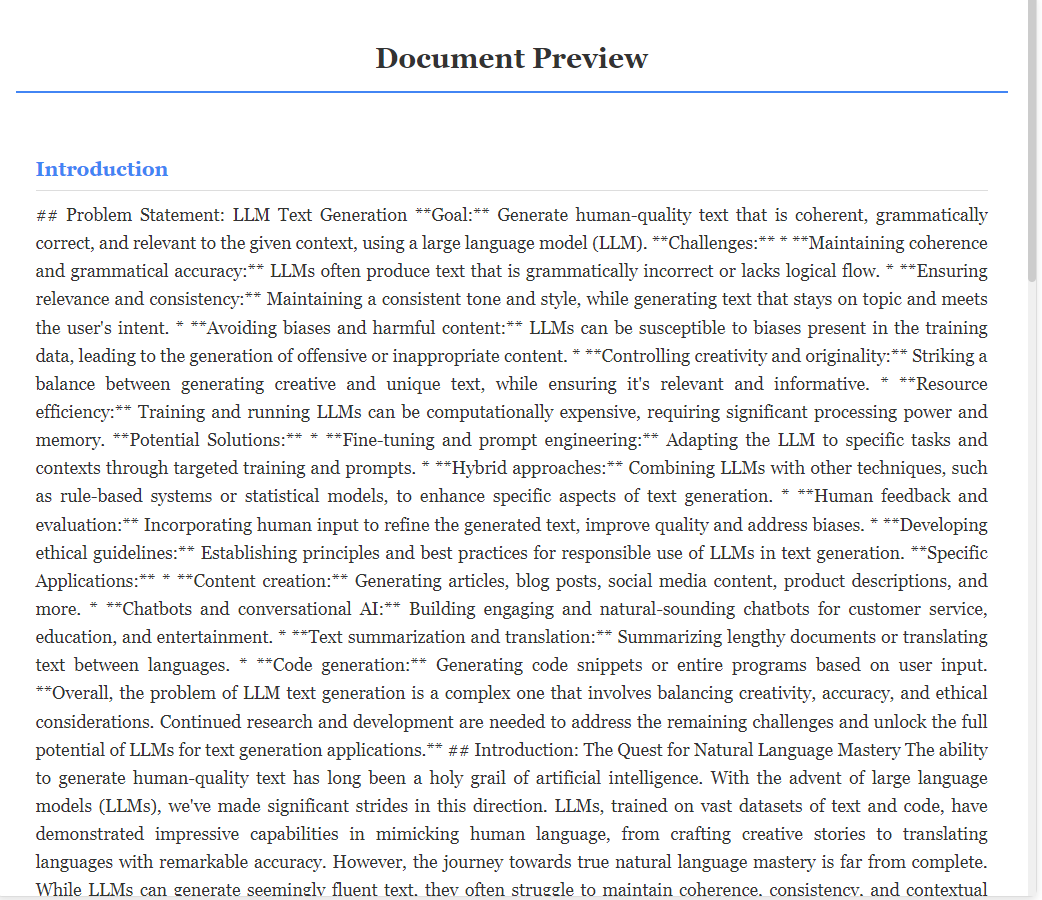 Document Preview
Introduction
## Problem Statement: LLM Text Generation **Goal:** Generate human-quality text that is coherent, grammatically
correct, and relevant to the given context, using a large language model (LLM). **Challenges:** * **Maintaining coherence
and grammatical accuracy:** LLMs often produce text that is grammatically incorrect or lacks logical flow. * **Ensuring
relevance and consistency:** Maintaining a consistent tone and style, while generating text that stays on topic and meets
the user's intent. * **Avoiding biases and harmful content:** LLMs can be susceptible to biases present in the training
data, leading to the generation of offensive or inappropriate content. * **Controlling creativity and originality:** Striking a
balance between generating creative and unique text, while ensuring it's relevant and informative. * **Resource
efficiency:** Training and running LLMs can be computationally expensive, requiring significant processing power and
memory. **Potential Solutions:** * **Fine-tuning and prompt engineering:** Adapting the LLM to specific tasks and
contexts through targeted training and prompts. * **Hybrid approaches:** Combining LLMs with other techniques, such
as rule-based systems or statistical models, to enhance specific aspects of text generation. * **Human feedback and
evaluation:** Incorporating human input to refine the generated text, improve quality and address biases. * **Developing
ethical guidelines:** Establishing principles and best practices for responsible use of LLMs in text generation. **Specific
Applications:** * **Content creation:** Generating articles, blog posts, social media content, product descriptions, and
more. * **Chatbots and conversational AI:** Building engaging and natural-sounding chatbots for customer service,
education, and entertainment. * **Text summarization and translation:** Summarizing lengthy documents or translating
text between languages. * **Code generation:** Generating code snippets or entire programs based on user input.
**Overall, the problem of LLM text generation is a complex one that involves balancing creativity, accuracy, and ethical
considerations. Continued research and development are needed to address the remaining challenges and unlock the full
potential of LLMs for text generation applications.** ## Introduction: The Quest for Natural Language Mastery The ability
to generate human-quality text has long been a holy grail of artificial intelligence. With the advent of large language
models (LLMs), we've made significant strides in this direction. LLMs, trained on vast datasets of text and code, have
demonstrated impressive capabilities in mimicking human language, from crafting creative stories to translating
languages with remarkable accuracy. However, the journey towards true natural language mastery is far from complete.
While LLMs can generate seemingly fluent text, they often struggle to maintain coherence, consistency, and contextual